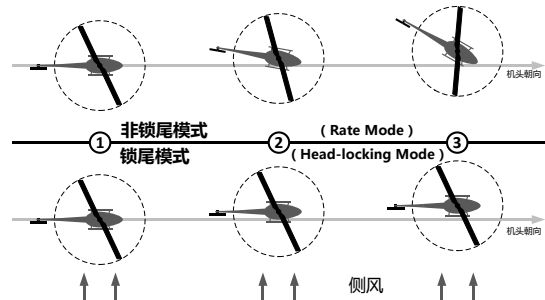 机头朝向
非锁尾模式 ( Rate Mode )
① ② ③
锁尾模式 ( Head-locking Mode )
机头朝向
侧风